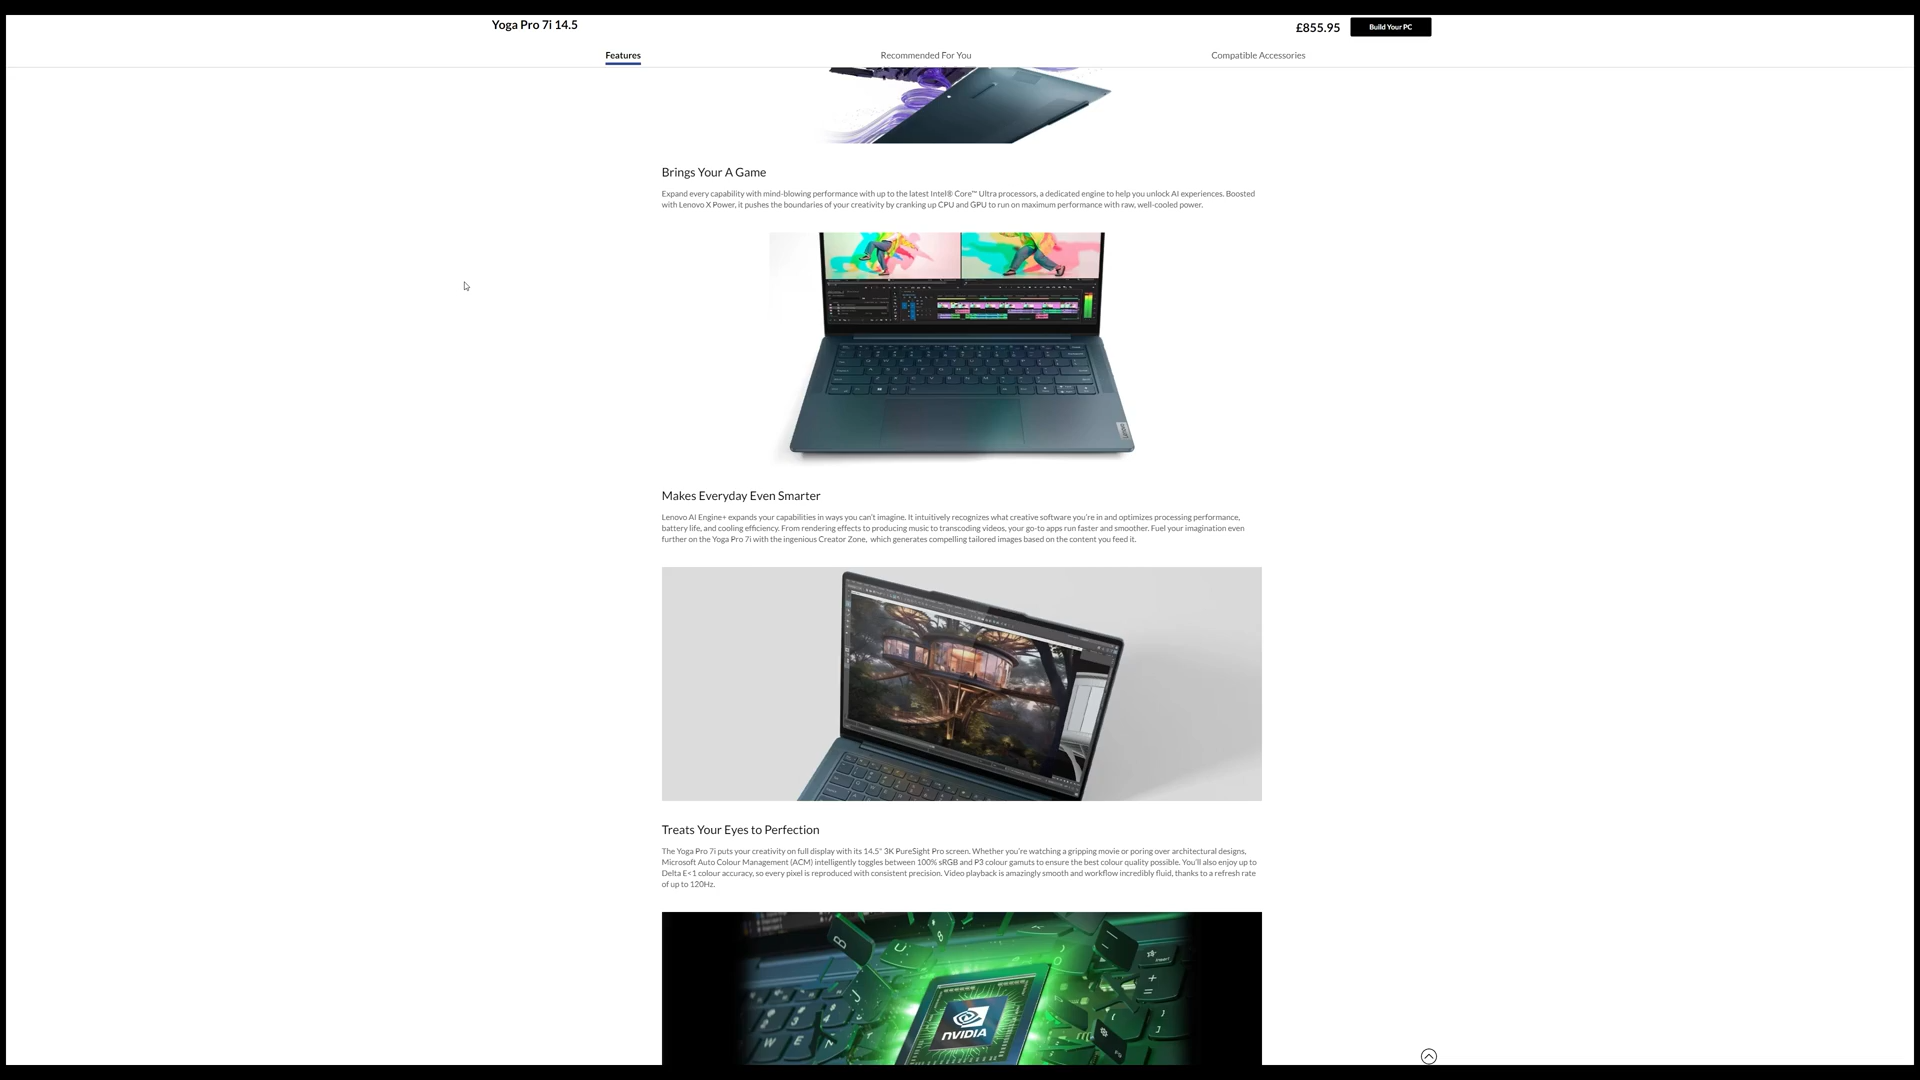 Yoga Pro 7i 14.5
£855.95
Build Your PC
Features
Recommended For You
Compatible Accessories
Brings Your A Game
Expand every capability with mind-blowing performance with up to the latest Intel® Core™ Ultra processors, a dedicated engine to help you unlock AI experiences. Boosted
with Lenovo X Power, it pushes the boundaries of your creativity by cranking up CPU and GPU to run on maximum performance with raw, well-cooled power.
Makes Everyday Even Smarter
Lenovo AI Engine+ expands your capabilities in ways you can't imagine. It intuitively recognizes what creative software you're in and optimizes processing performance,
battery life, and cooling efficiency. From rendering effects to producing music to transcoding videos, your go-to apps run faster and smoother. Fuel your imagination even
further on the Yoga Pro 7i with the ingenious Creator Zone, which generates compelling tailored images based on the content you feed it.
Treats Your Eyes to Perfection
The Yoga Pro 7i puts your creativity on full display with its 14.5" 3K PureSight Pro screen. Whether you're watching a gripping movie or poring over architectural designs,
Microsoft Auto Colour Management (ACM) intelligently toggles between 100% sRGB and P3 colour gamuts to ensure the best colour quality possible. You'll also enjoy up to
Delta E<1 colour accuracy, so every pixel is reproduced with consistent precision. Video playback is amazingly smooth and workflow incredibly fluid, thanks to a refresh rate
of up to 120Hz.
NVIDIA